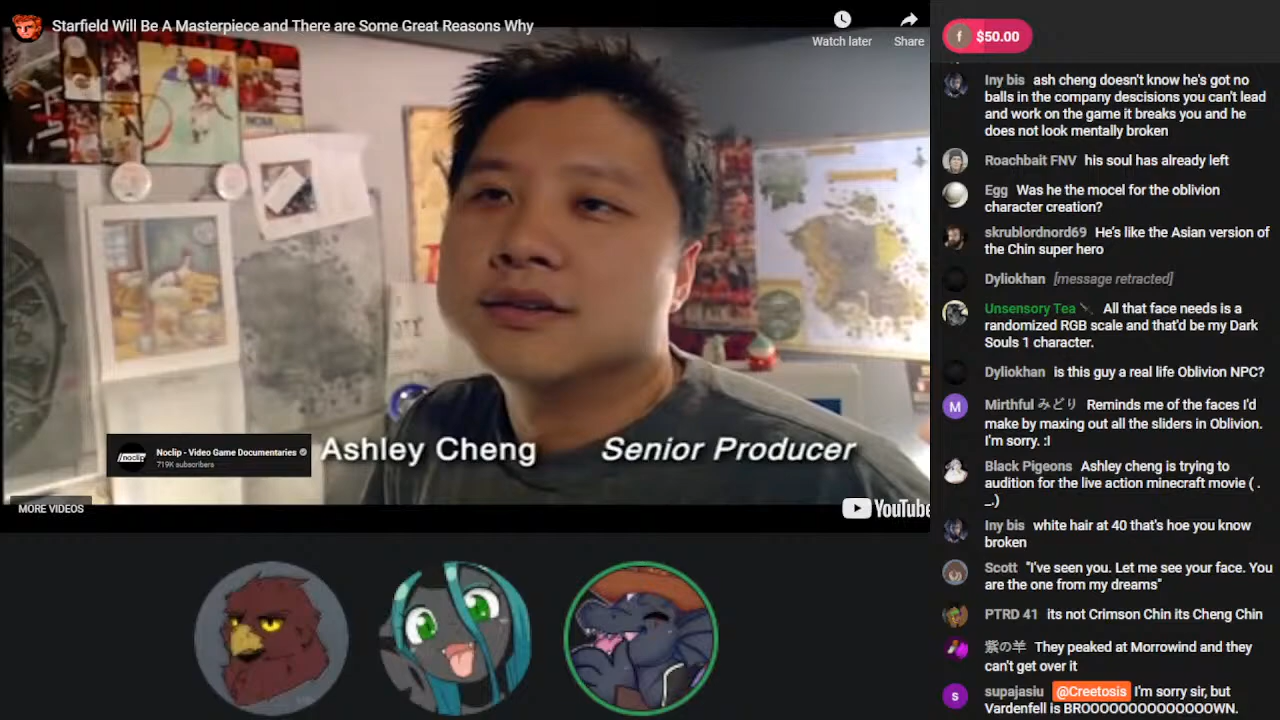 Starfield Will Be A Masterpiece and There are Some Great Reasons Why
Watch later
Share
Noclip - Video Game Documentaries
/noclip
719K subscribers
Ashley Cheng
Senior Producer
MORE VIDEOS
YouTube
$50.00
Iny bis ash cheng doesn't know he's got no
balls in the company descisions you can't lead
and work on the game it breaks you and he
does not look mentally broken
Roachbait FNV his soul has already left
Egg Was he the mocel for the oblivion
character creation?
skrublordnord69 He's like the Asian version of
the Chin super hero
Dyliokhan [message retracted]
Unsensory Tea All that face needs is a
randomized RGB scale and that'd be my Dark
Souls 1 character.
Dyliokhan is this guy a real life Oblivion NPC?
M
Mirthful みどり Reminds me of the faces I'd
make by maxing out all the sliders in Oblivion.
I'm sorry. :I
Black Pigeons Ashley cheng is trying to
audition for the live action minecraft movie ( .
_.)
Iny bis white hair at 40 that's hoe you know
broken
Scott "I've seen you. Let me see your face. You
are the one from my dreams"
PTRD 41 its not Crimson Chin its Cheng Chin
紫の羊 They peaked at Morrowind and they
can't get over it
s
supajasiu @Creetosis I'm sorry sir, but
Vardenfell is BROOOOOOOOOOOOOWN.